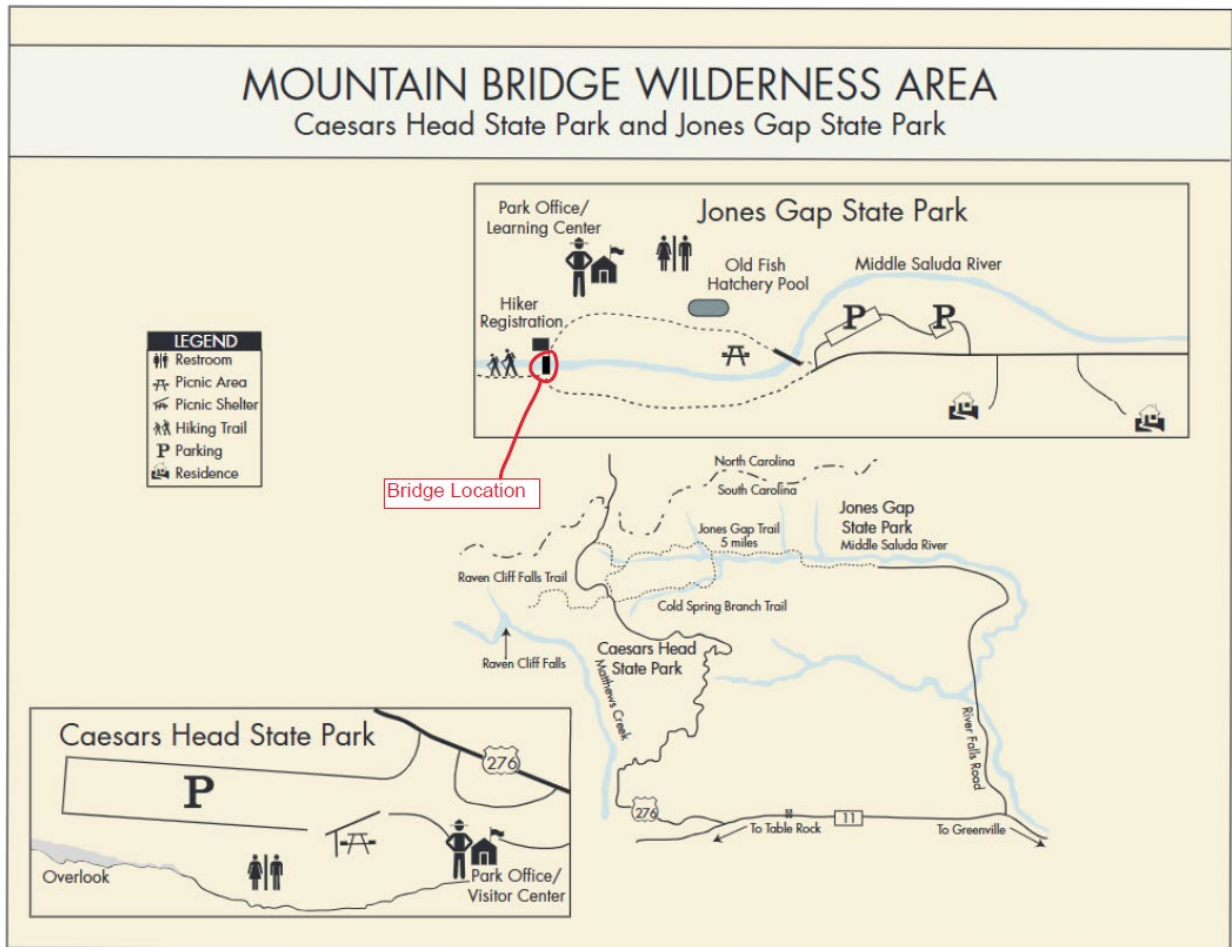 MOUNTAIN BRIDGE WILDERNESS AREA
Caesars Head State Park and Jones Gap State Park
Park Office/
Learning Center
Jones Gap State Park
Old Fish
Hatchery Pool
Middle Saluda River
Hiker
Registration
P
P
LEGEND
Restroom
Picnic Area
Picnic Shelter
Hiking Trail
P Parking
Residence
Bridge Location
North Carolina
South Carolina
Jones Gap Trail
5 miles
Jones Gap
State Park
Middle Saluda River
Raven Cliff Falls Trail
Cold Spring Branch Trail
Raven Cliff Falls
Caesars Head
State Park
Matthews Creek
River Falls Road
276
11
To Table Rock
To Greenville
Caesars Head State Park
276
P
Overlook
Park Office/
Visitor Center